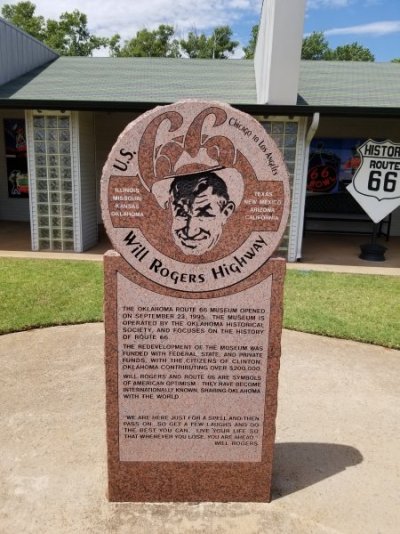 U.S. 66 Chicago to Los Angeles
ILLINOIS
MISSOURI
KANSAS
OKLAHOMA
TEXAS
NEW MEXICO
ARIZONA
CALIFORNIA
Will Rogers Highway
THE OKLAHOMA ROUTE 66 MUSEUM OPENED
ON SEPTEMBER 23, 1995. THE MUSEUM IS
OPERATED BY THE OKLAHOMA HISTORICAL
SOCIETY, AND FOCUSES ON THE HISTORY
OF ROUTE 66.
THE REDEVELOPMENT OF THE MUSEUM WAS
FUNDED WITH FEDERAL, STATE, AND PRIVATE
FUNDS, WITH THE CITIZENS OF CLINTON,
OKLAHOMA CONTRIBUTING OVER $200,000.
WILL ROGERS AND ROUTE 66 ARE SYMBOLS
OF AMERICAN OPTIMISM. THEY HAVE BECOME
INTERNATIONALLY KNOWN, SHARING OKLAHOMA
WITH THE WORLD.
"WE ARE HERE JUST FOR A SPELL AND THEN
PASS ON. SO GET A FEW LAUGHS AND DO
THE BEST YOU CAN. LIVE YOUR LIFE SO
THAT WHENEVER YOU LOSE, YOU ARE AHEAD."
WILL ROGERS
HISTOR
ROUTE
66
66